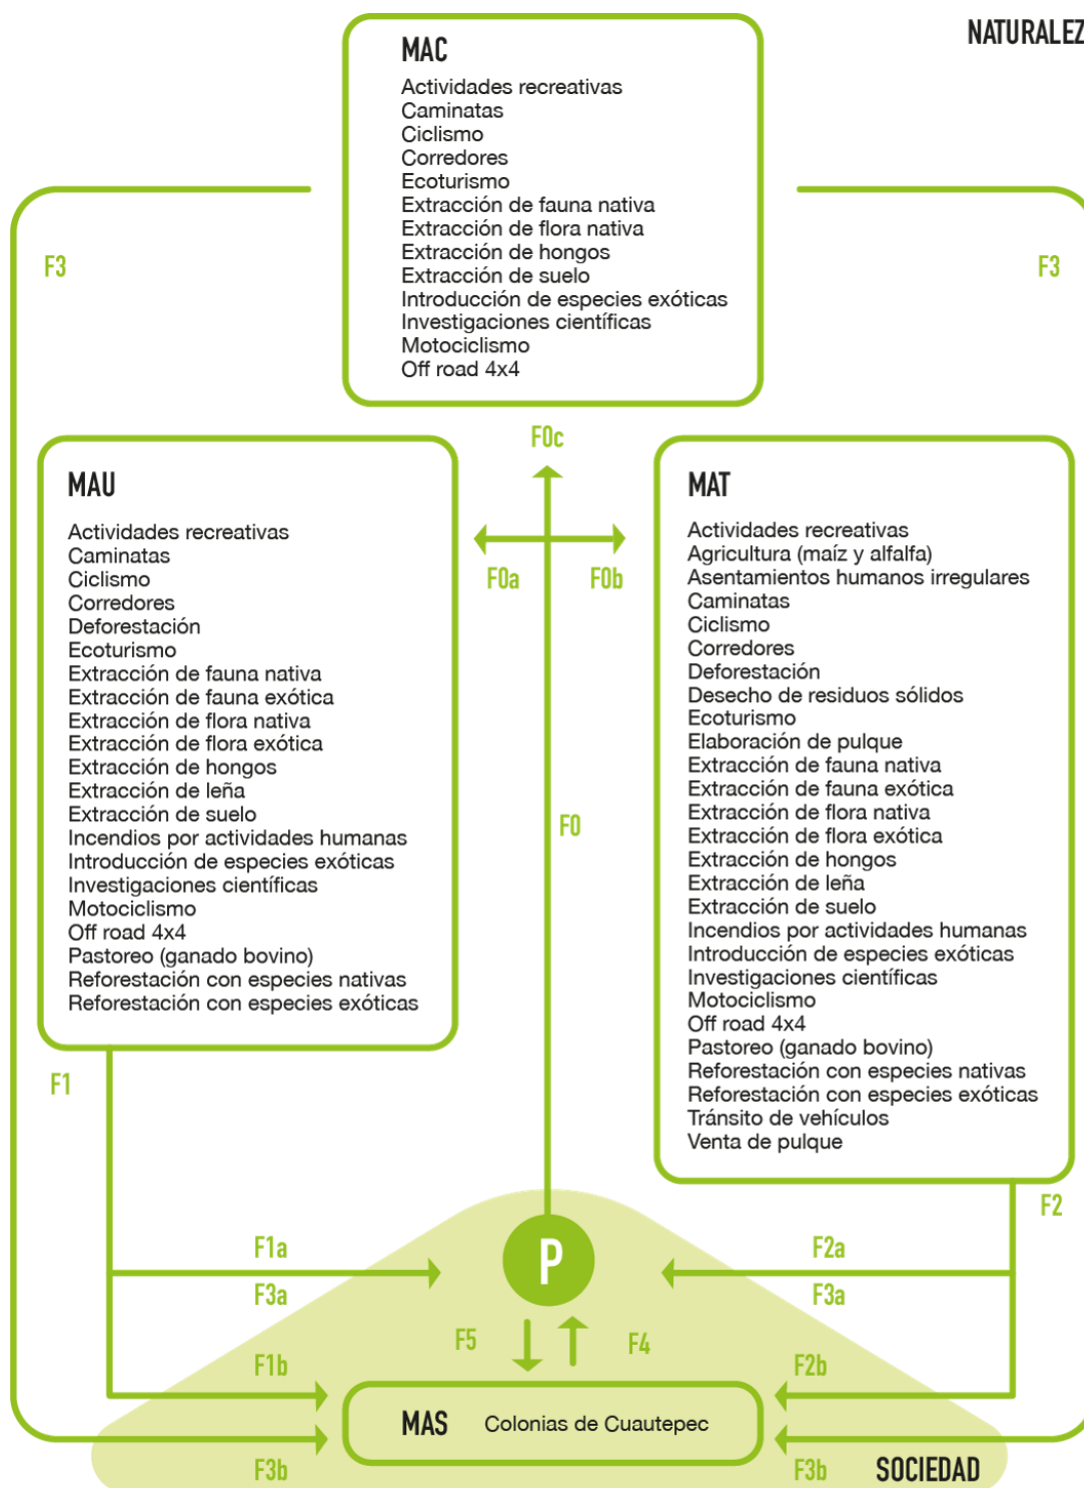 NATURALEZ
MAC
Actividades recreativas
Caminatas
Ciclismo
Corredores
Ecoturismo
Extracción de fauna nativa
Extracción de flora nativa
Extracción de hongos
Extracción de suelo
Introducción de especies exóticas
Investigaciones científicas
Motociclismo
Off road 4x4
F3
F3
F0c
F0a
F0b
MAU
Actividades recreativas
Caminatas
Ciclismo
Corredores
Deforestación
Ecoturismo
Extracción de fauna nativa
Extracción de fauna exótica
Extracción de flora nativa
Extracción de flora exótica
Extracción de hongos
Extracción de leña
Extracción de suelo
Incendios por actividades humanas
Introducción de especies exóticas
Investigaciones científicas
Motociclismo
Off road 4x4
Pastoreo (ganado bovino)
Reforestación con especies nativas
Reforestación con especies exóticas
F0
MAT
Actividades recreativas
Agricultura (maíz y alfalfa)
Asentamientos humanos irregulares
Caminatas
Ciclismo
Corredores
Deforestación
Desecho de residuos sólidos
Ecoturismo
Elaboración de pulque
Extracción de fauna nativa
Extracción de fauna exótica
Extracción de flora nativa
Extracción de flora exótica
Extracción de hongos
Extracción de leña
Extracción de suelo
Incendios por actividades humanas
Introducción de especies exóticas
Investigaciones científicas
Motociclismo
Off road 4x4
Pastoreo (ganado bovino)
Reforestación con especies nativas
Reforestación con especies exóticas
Tránsito de vehículos
Venta de pulque
F1
F2
F1a
F3a
P
F2a
F3a
F5
F4
F1b
F2b
MAS Colonias de Cuautepec
F3b
F3b
SOCIEDAD